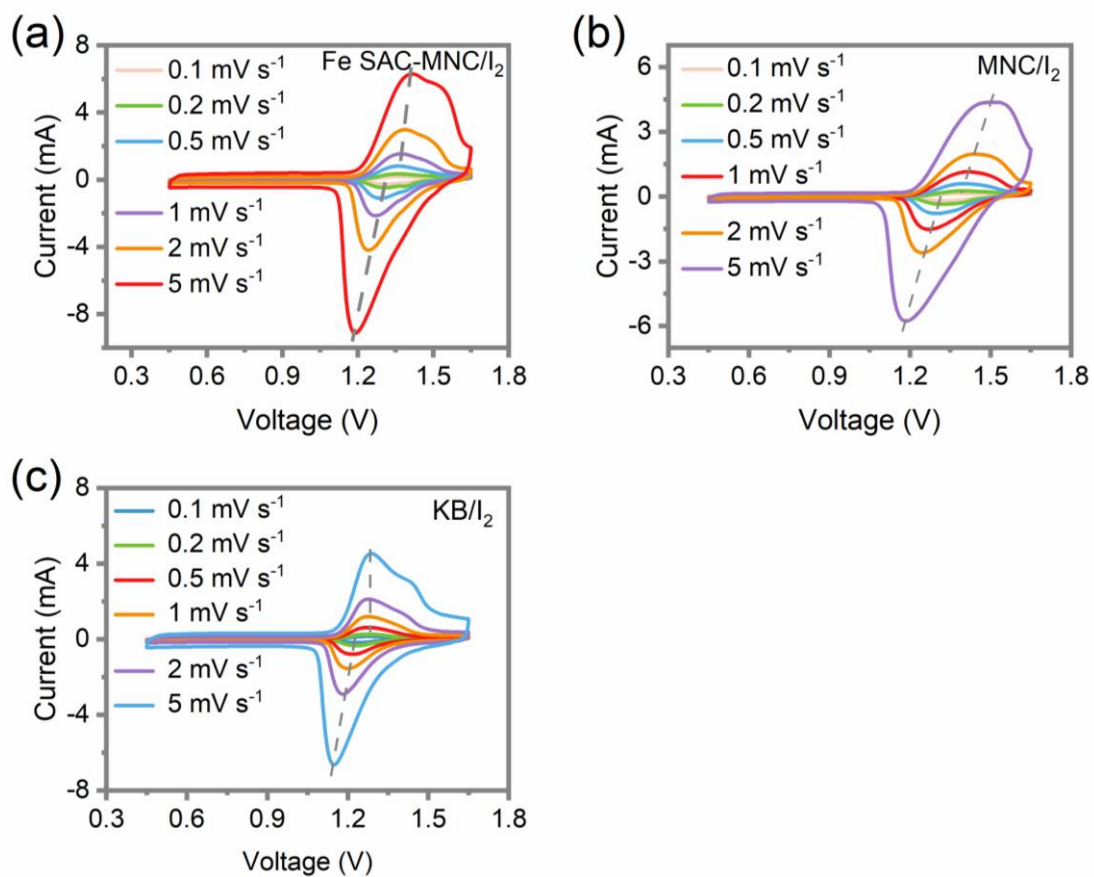 (a)
Fe SAC-MNC/I₂
0.1 mV s⁻¹
0.2 mV s⁻¹
0.5 mV s⁻¹
1 mV s⁻¹
2 mV s⁻¹
5 mV s⁻¹
8
4
0
-4
-8
Current (mA)
0.3 0.6 0.9 1.2 1.5 1.8
Voltage (V)
(b)
MNC/I₂
0.1 mV s⁻¹
0.2 mV s⁻¹
0.5 mV s⁻¹
1 mV s⁻¹
2 mV s⁻¹
5 mV s⁻¹
6
3
0
-3
-6
Current (mA)
0.3 0.6 0.9 1.2 1.5 1.8
Voltage (V)
(c)
KB/I₂
0.1 mV s⁻¹
0.2 mV s⁻¹
0.5 mV s⁻¹
1 mV s⁻¹
2 mV s⁻¹
5 mV s⁻¹
8
4
0
-4
-8
Current (mA)
0.3 0.6 0.9 1.2 1.5 1.8
Voltage (V)